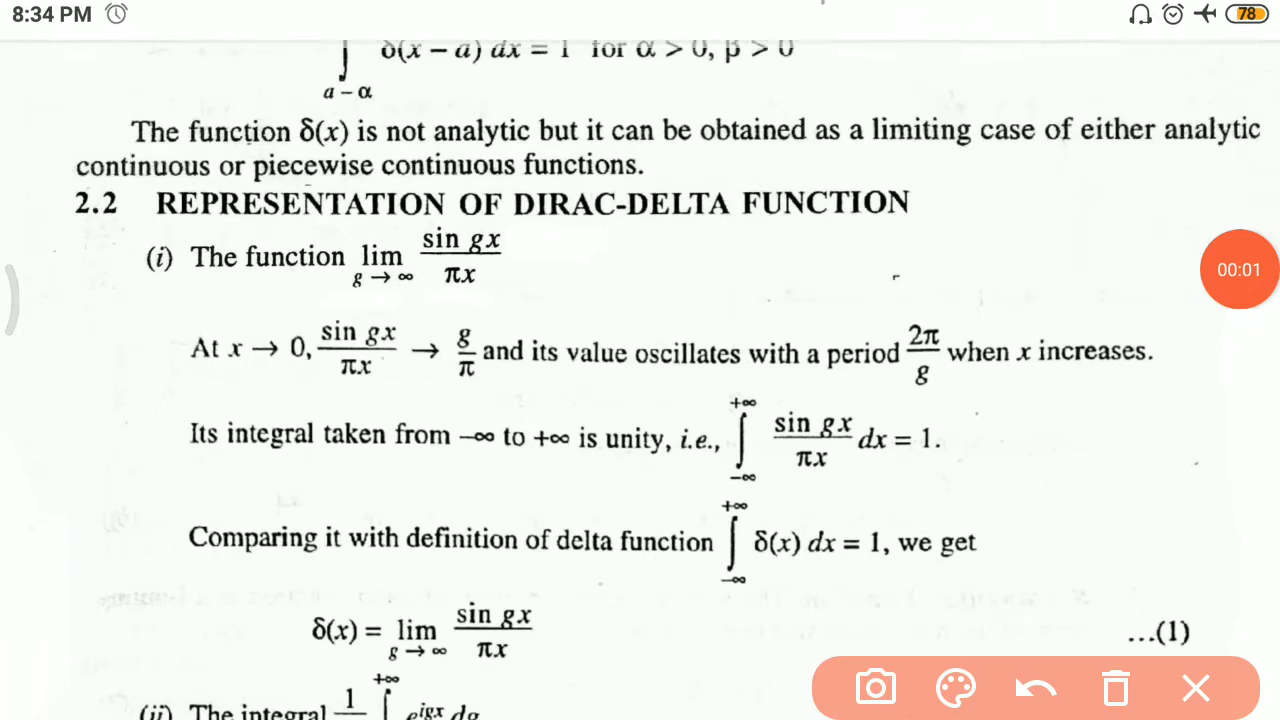 8:34 PM 78
∫ δ(x – a) dx = 1 for α > 0, β > 0
a – α
The function δ(x) is not analytic but it can be obtained as a limiting case of either analytic
continuous or piecewise continuous functions.
2.2 REPRESENTATION OF DIRAC-DELTA FUNCTION
(i) The function lim g → ∞ sin gx / πx
At x → 0, sin gx / πx → g / π and its value oscillates with a period 2π / g when x increases.
00:01
Its integral taken from –∞ to +∞ is unity, i.e., ∫ –∞ +∞ sin gx / πx dx = 1.
Comparing it with definition of delta function ∫ –∞ +∞ δ(x) dx = 1, we get
δ(x) = lim g → ∞ sin gx / πx ...(1)
(ii) The integral 1 ∫ +∞ e^igx dg